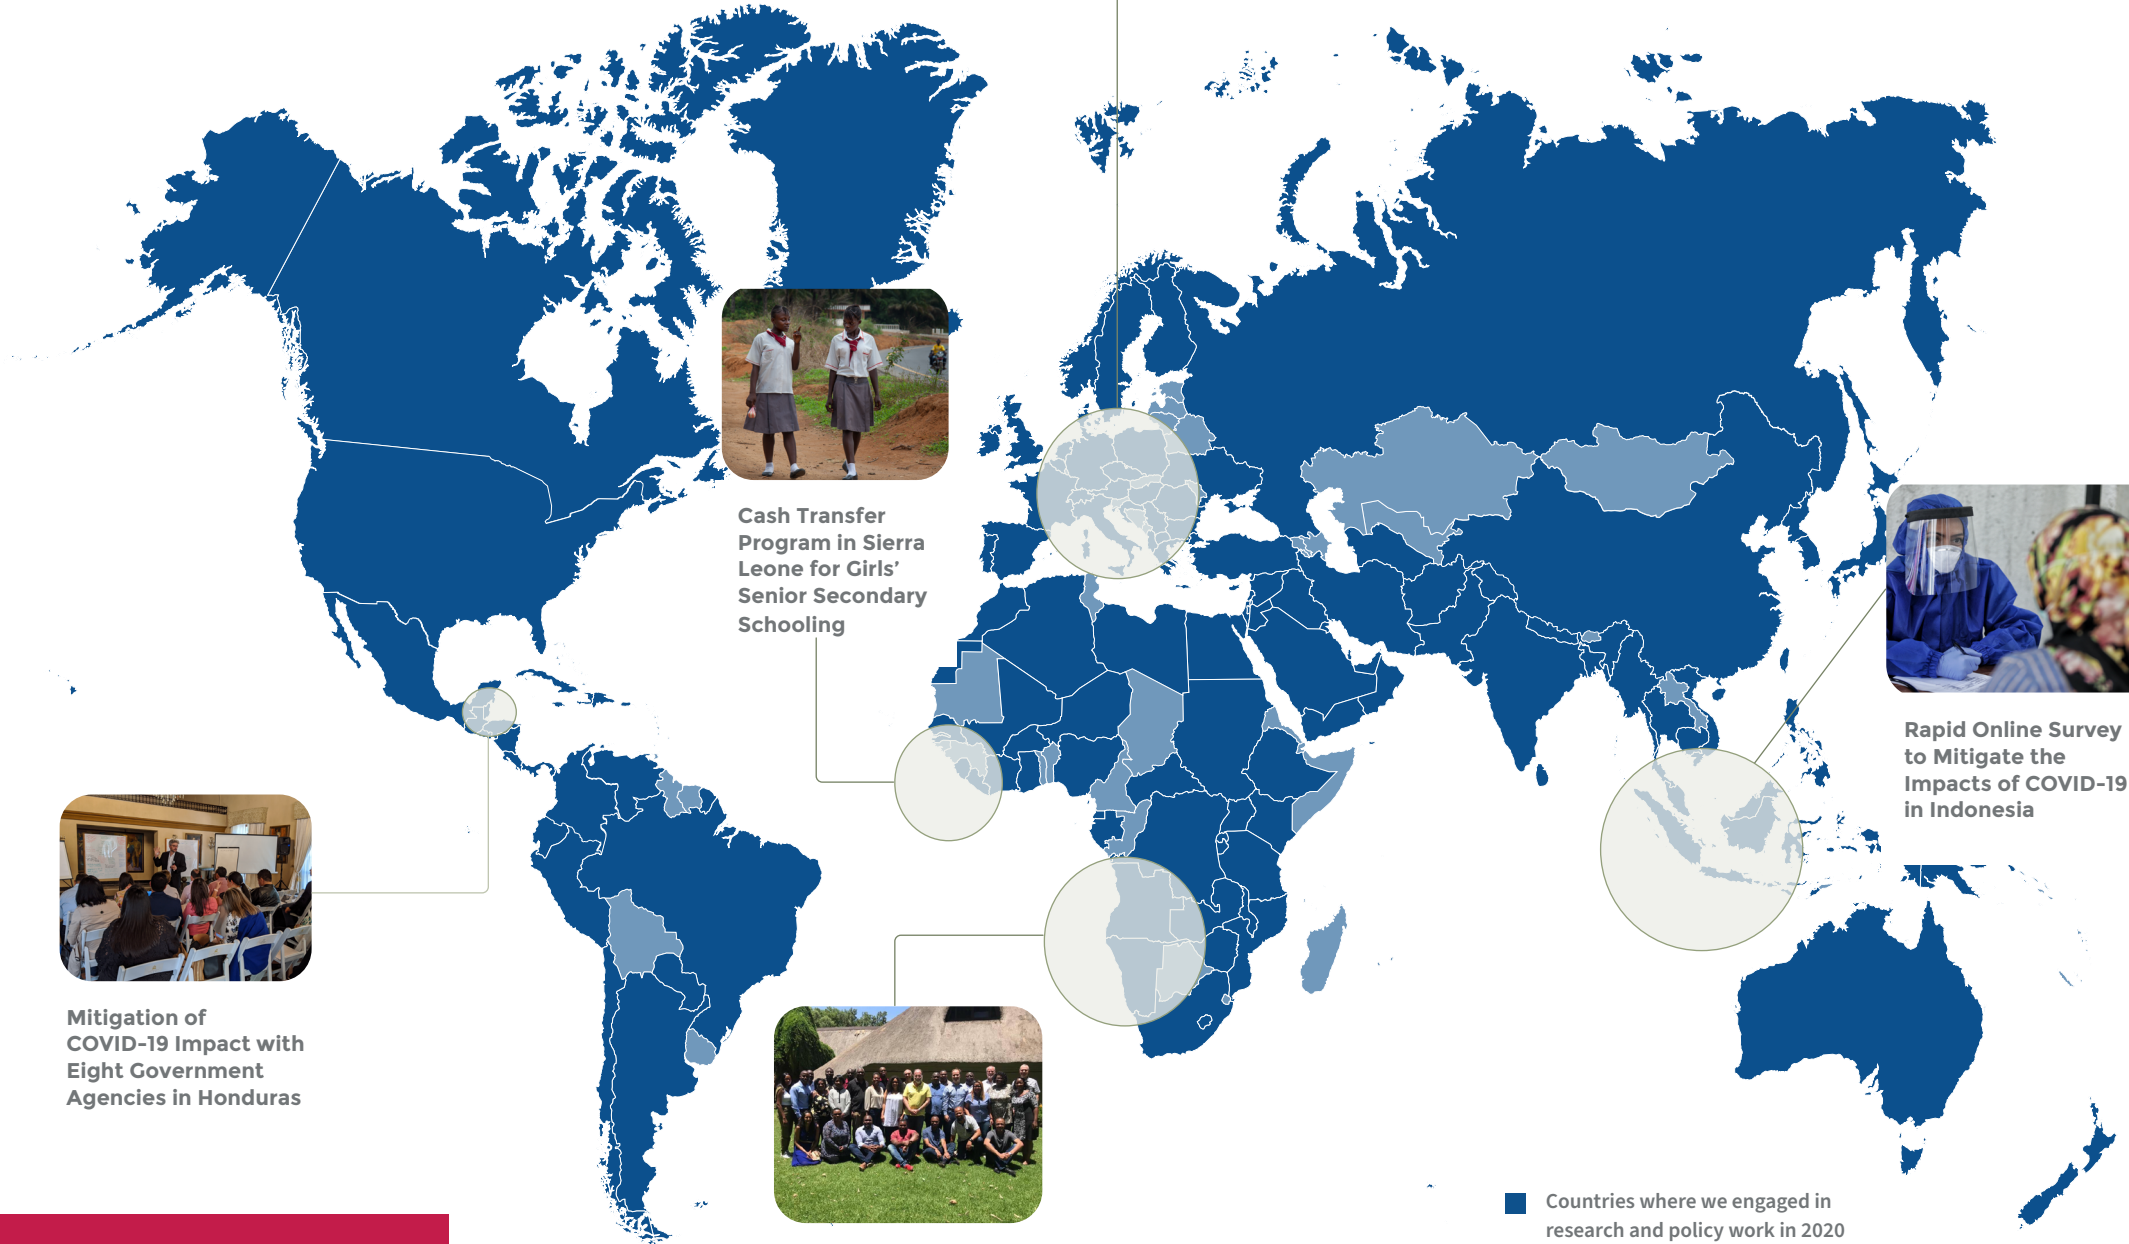 Cash Transfer
Program in Sierra
Leone for Girls’
Senior Secondary
Schooling
Rapid Online Survey
to Mitigate the
Impacts of COVID-19
in Indonesia
Mitigation of
COVID-19 Impact with
Eight Government
Agencies in Honduras
Countries where we engaged in
research and policy work in 2020